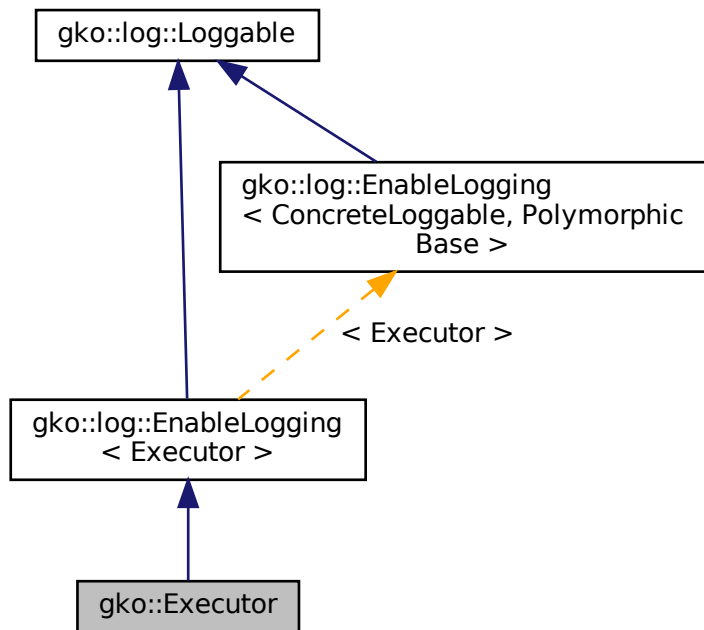 gko::log::Loggable
gko::log::EnableLogging
< ConcreteLoggable, Polymorphic
Base >
< Executor >
gko::log::EnableLogging
< Executor >
gko::Executor